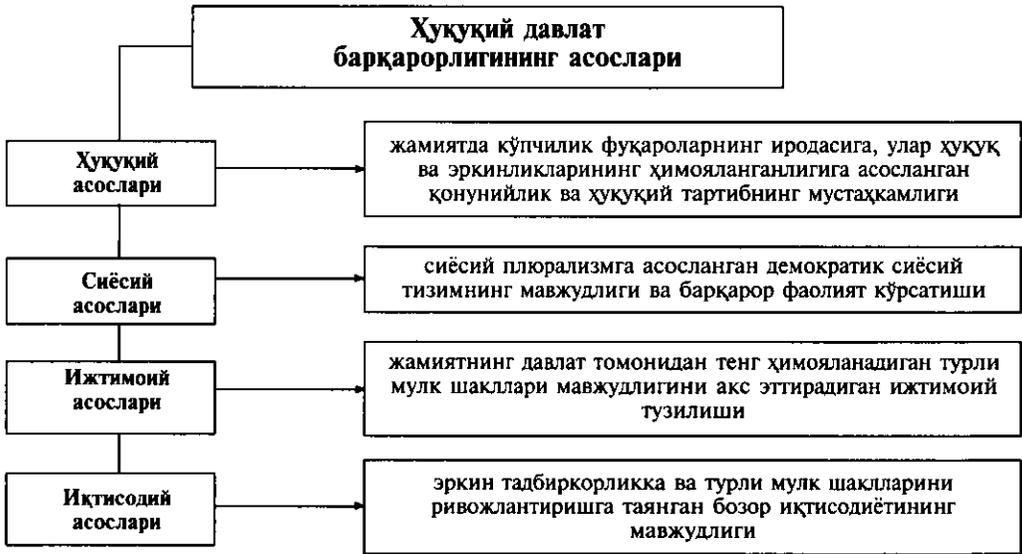 Ҳуқуқий давлат
барқарорлигининг асослари
Ҳуқуқий
асослари
жамиятда кўпчилик фуқароларнинг иродасига, улар ҳуқуқ
ва эркинликларининг ҳимояланганлигига асосланган
қонунийлик ва ҳуқуқий тартибнинг мустаҳкамлиги
Сиёсий
асослари
сиёсий плюрализмга асосланган демократик сиёсий
тизимнинг мавжудлиги ва барқарор фаолият кўрсатиши
Ижтимоий
асослари
жамиятнинг давлат томонидан тенг ҳимояланадиган турли
мулк шакллари мавжудлигини акс эттирадиган ижтимоий
тузилиши
Иқтисодий
асослари
эркин тадбиркорликка ва турли мулк шаклларини
ривожлантиришга таянган бозор иқтисодиётининг
мавжудлиги